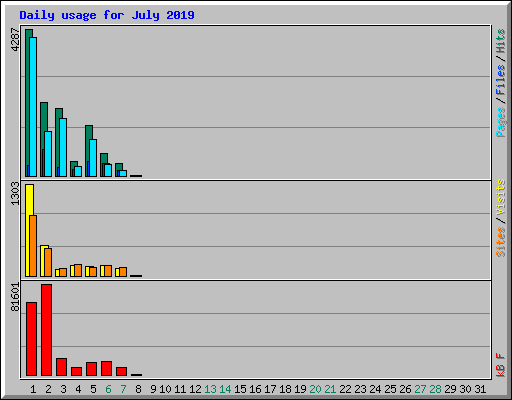 Daily usage for July 2019
4287
Pages / Files / Hits
1303
Sites / Visits
81601
kB F
1 2 3 4 5 6 7 8 9 10 11 12 13 14 15 16 17 18 19 20 21 22 23 24 25 26 27 28 29 30 31